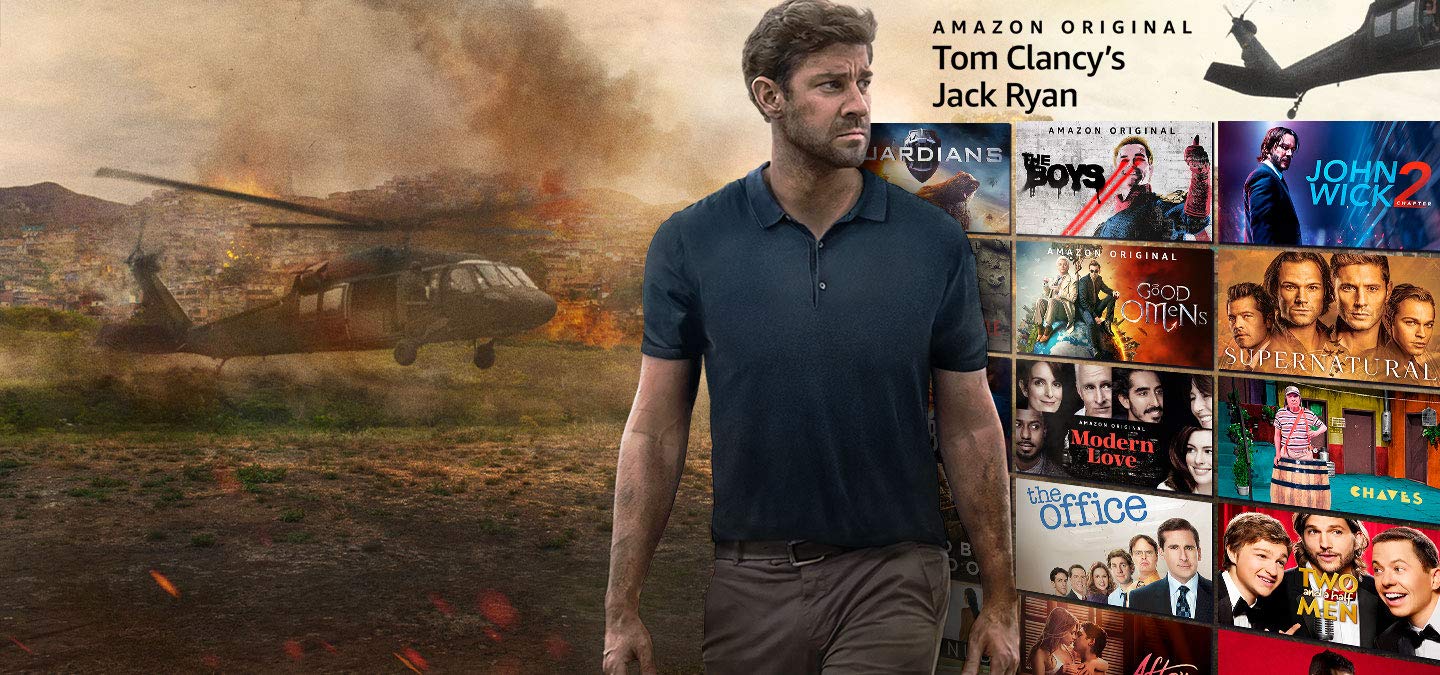 AMAZON ORIGINAL
Tom Clancy's
Jack Ryan
UARDIANS
AMAZON ORIGINAL
THE
BOYS
JOHN
WICK 2
CHAPTER
AMAZON ORIGINAL
GOOD
OMENS
SUPERNATURAL
AMAZON ORIGINAL
Modern
Love
CHAVES
the
office
TWO
and a half
MEN
After